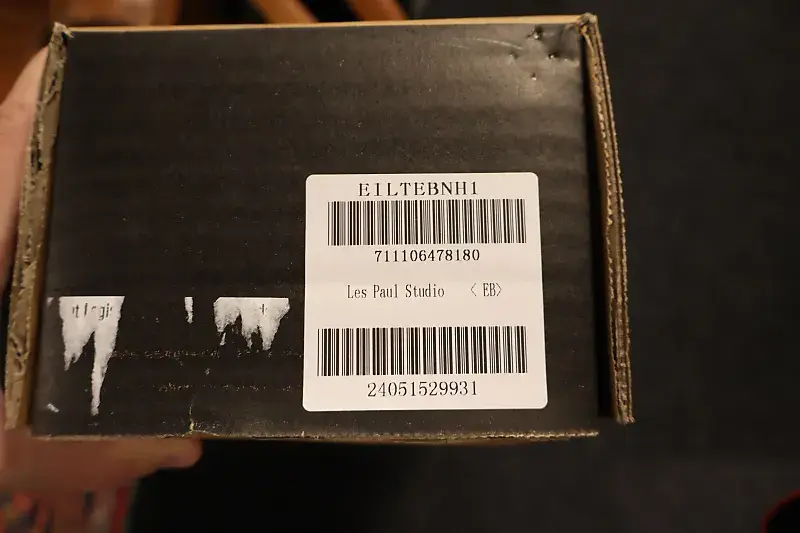 EILTEBNH1
711106478180
Les Paul Studio 〈 EB〉
24051529931